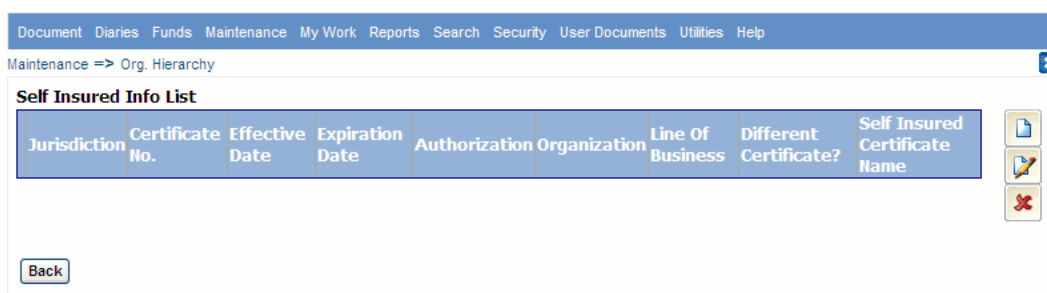 Document Diaries Funds Maintenance My Work Reports Search Security User Documents Utilities Help
Maintenance => Org. Hierarchy
Self Insured Info List
Jurisdiction Certificate No. Effective Date Expiration Date Authorization Organization Line Of Business Different Certificate? Self Insured Certificate Name
Back